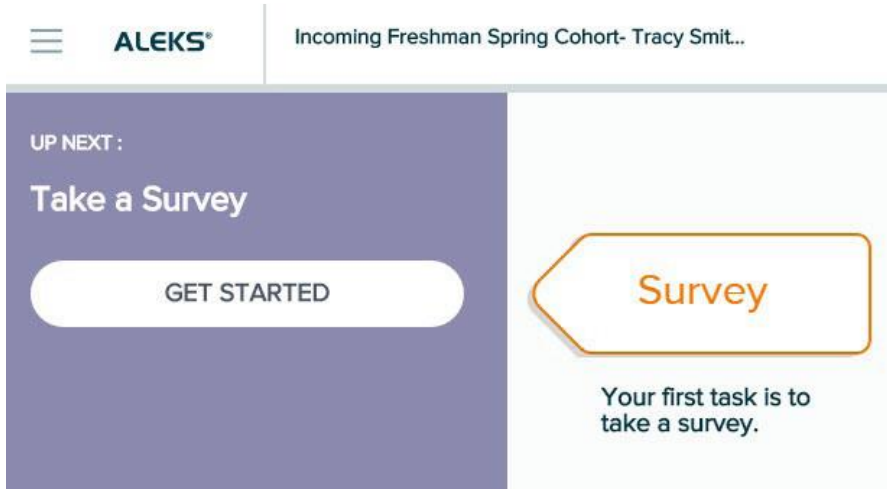 ALEKS®
Incoming Freshman Spring Cohort- Tracy Smit...
UP NEXT :
Take a Survey
GET STARTED
Survey
Your first task is to
take a survey.